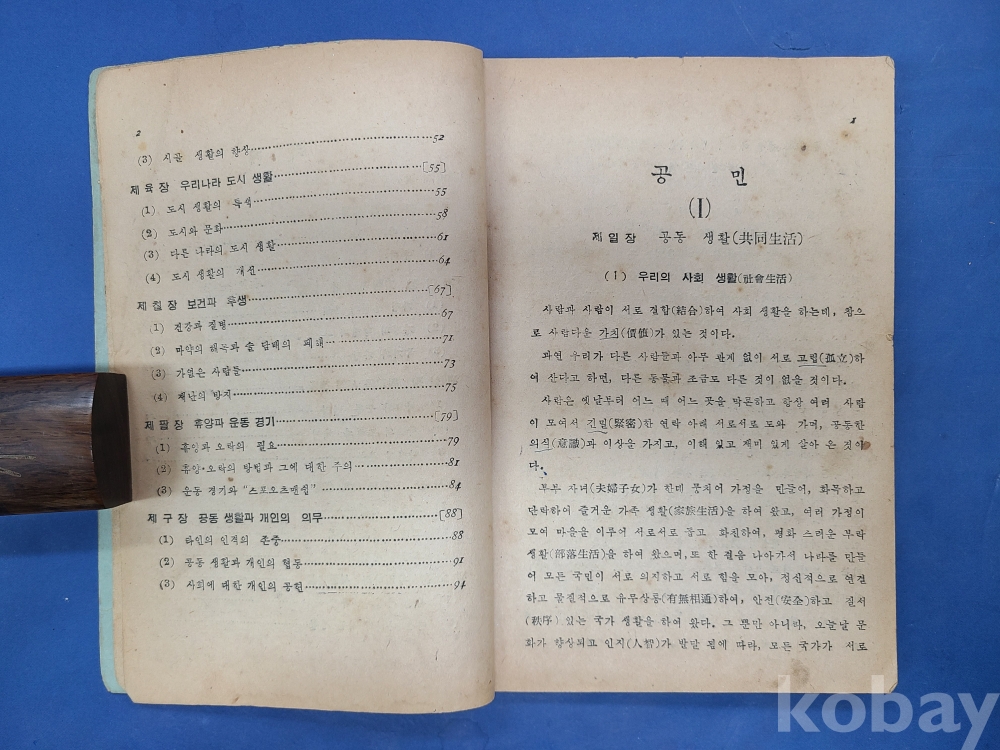 2
(3) 시골 생활의 향상 52
제 육 장 우리나라 도시 생활 [55]
(1) 도시 생활의 특색 55
(2) 도시와 문화 58
(3) 다른 나라의 도시 생활 61
(4) 도시 생활의 개선 64
제 칠 장 보건과 후생 [67]
(1) 건강과 질병 67
(2) 마약의 해독과 술 담배의 폐해 71
(3) 가엾은 사람들 73
(4) 재난의 방지 75
제 팔 장 휴양과 운동 경기 [79]
(1) 휴양과 오락의 필요 79
(2) 휴양·오락의 방법과 그에 대한 주의 81
(3) 운동 경기와 "스포오츠맨쉽" 84
제 구 장 공동 생활과 개인의 의무 [88]
(1) 타인의 인격의 존중 88
(2) 공동 생활과 개인의 협동 91
(3) 사회에 대한 개인의 공헌 94
1
공 민
(Ⅰ)
제 일 장 공동 생활(共同生活)
(1) 우리의 사회 생활(社會生活)
사람과 사람이 서로 결합(結合)하여 사회 생활을 하는데, 참으
로 사람다운 가치(價値)가 있는 것이다.
과연 우리가 다른 사람들과 아무 관계 없이 서로 고립(孤立)하
여 산다고 하면, 다른 동물과 조금도 다른 것이 없을 것이다.
사람은 옛날부터 어느 때 어느 곳을 막론하고 항상 여러 사람
이 모여서 긴밀(緊密)한 연락 아래 서로서로 도와 가며, 공동한
의식(意識)과 이상을 가지고, 이해 있고 재미 있게 살아 온 것이
다.
부부 자녀(夫婦子女)가 한데 뭉치어 가정을 만들어, 화목하고
단락하여 즐거운 가족 생활(家族生活)을 하여 왔고, 여러 가정이
모여 마을을 이루어 서로서로 돕고 화친하여, 평화 스러운 부락
생활(部落生活)을 하여 왔으며, 또 한 걸음 나아가서 나라를 만들
어 모든 국민이 서로 의지하고 서로 힘을 모아, 정신적으로 연결
하고 물질적으로 유무상통(有無相通)하여, 안전(安全)하고 질서
(秩序) 있는 국가 생활을 하여 왔다. 그 뿐만 아니라, 오늘날 문
화가 향상되고 인지(人智)가 발달 됨에 따라, 모든 국가가 서로
kobay